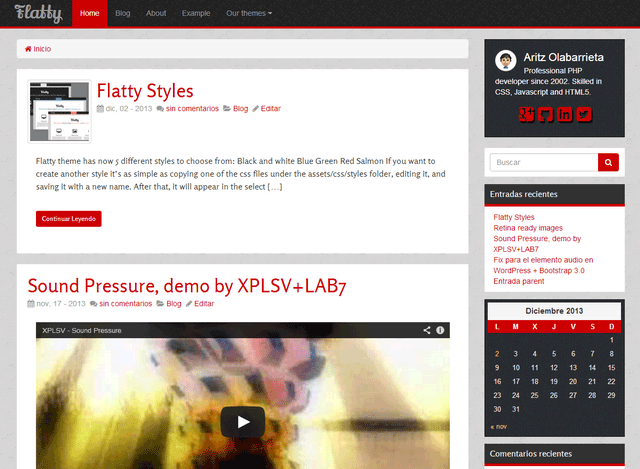 Flatty
Home Blog About Example Our themes
Inicio
Flatty Styles
dic, 02 - 2013 sin comentarios Blog Editar
Flatty theme has now 5 different styles to choose from: Black and white Blue Green Red Salmon If you want to
create another style it's as simple as copying one of the css files under the assets/css/styles folder, editing it, and
saving it with a new name. After that, it will appear in the select […]
Continuar Leyendo
Sound Pressure, demo by XPLSV+LAB7
nov, 17 - 2013 sin comentarios Blog Editar
XPLSV - Sound Pressure
Aritz Olabarrieta
Professional PHP
developer since 2002. Skilled in
CSS, Javascript and HTML5.
Buscar
Entradas recientes
Flatty Styles
Retina ready images
Sound Pressure, demo by
XPLSV+LAB7
Fix para el elemento audio en
WordPress + Bootstrap 3.0
Entrada parent
Diciembre 2013
L M X J V S D
1
2 3 4 5 6 7 8
9 10 11 12 13 14 15
16 17 18 19 20 21 22
23 24 25 26 27 28 29
30 31
« nov
Comentarios recientes